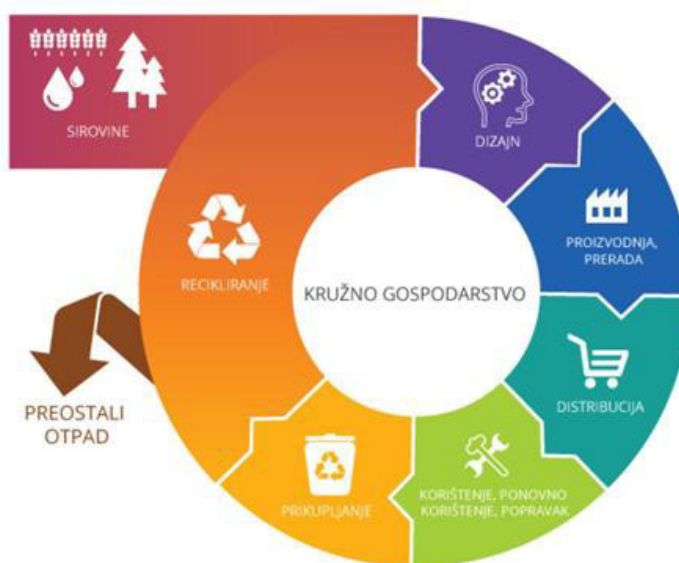 SIROVINE
DIZAJN
PROIZVODNJA,
PRERADA
RECIKLIRANJE
KRUŽNO GOSPODARSTVO
DISTRIBUCIJA
PREOSTALI
OTPAD
KORIŠTENJE, PONOVNO
KORIŠTENJE, POPRAVAK
PRIKUPLJANJE